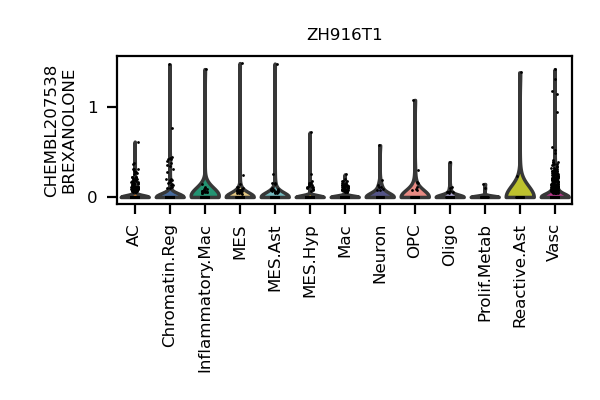 ZH916T1
CHEMBL207538
BREXANOLONE
1
0
AC
Chromatin.Reg
Inflammatory.Mac
MES
MES.Ast
MES.Hyp
Mac
Neuron
OPC
Oligo
Prolif.Metab
Reactive.Ast
Vasc